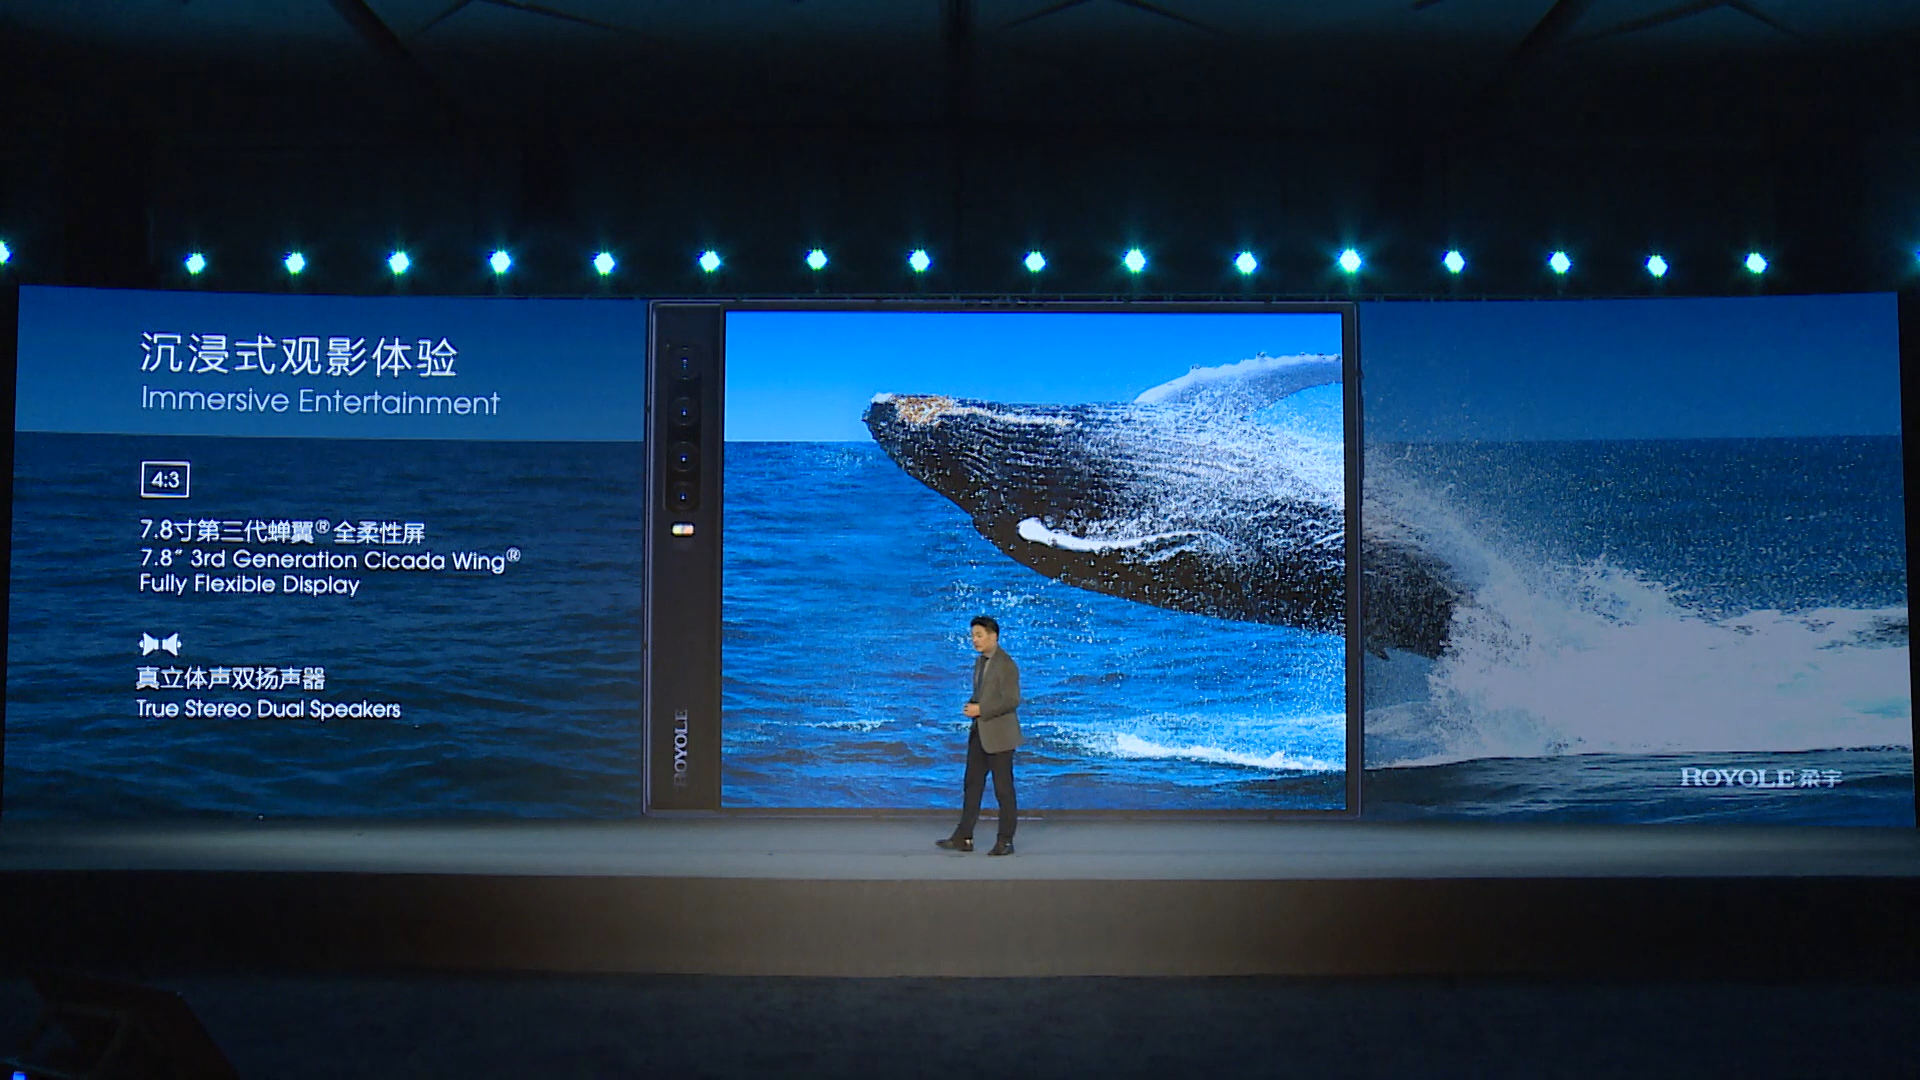 沉浸式观影体验
Immersive Entertainment
4:3
7.8寸第三代蝉翼®全柔性屏
7.8" 3rd Generation Cicada Wing®
Fully Flexible Display
真立体声双扬声器
True Stereo Dual Speakers
ROYOLE
ROYOLE 柔宇